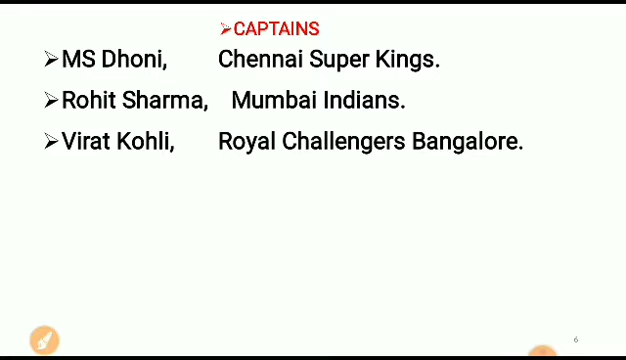 ➢CAPTAINS
➢MS Dhoni, Chennai Super Kings.
➢Rohit Sharma, Mumbai Indians.
➢Virat Kohli, Royal Challengers Bangalore.
6